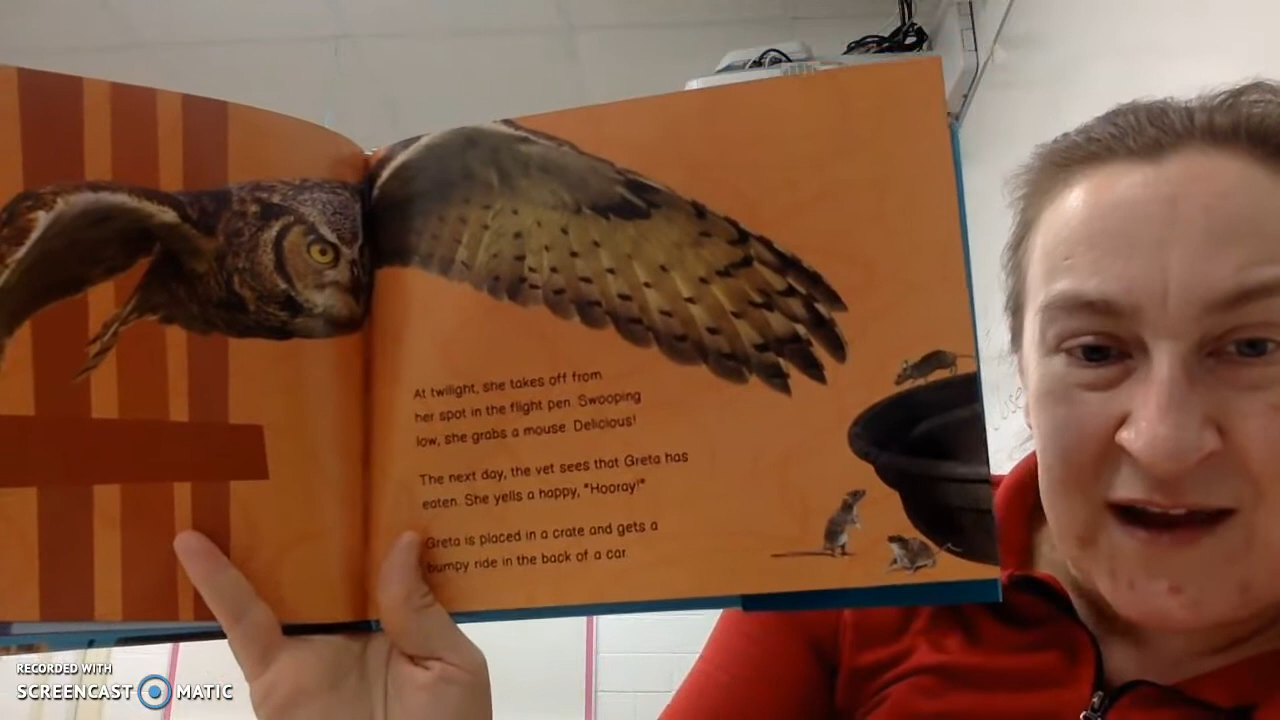 At twilight, she takes off from
her spot in the flight pen. Swooping
low, she grabs a mouse. Delicious!
The next day, the vet sees that Greta has
eaten. She yells a happy, "Hooray!"
Greta is placed in a crate and gets a
bumpy ride in the back of a car.
RECORDED WITH
SCREENCAST MATIC